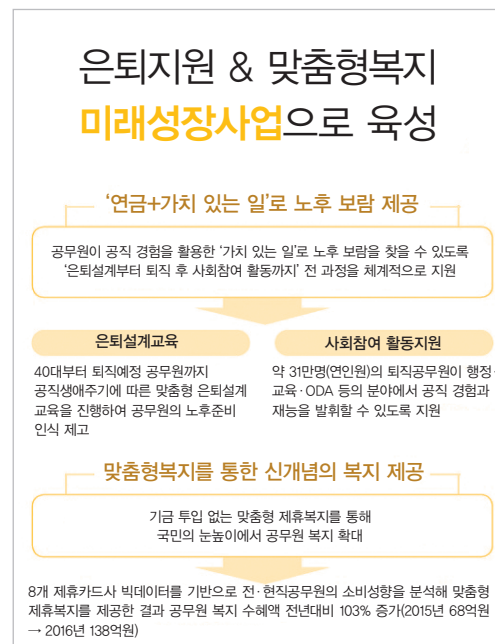 은퇴지원 & 맞춤형복지
미래성장사업으로 육성
‘연금+가치 있는 일’로 노후 보람 제공
공무원이 공직 경험을 활용한 ‘가치 있는 일’로 노후 보람을 찾을 수 있도록
‘은퇴설계부터 퇴직 후 사회참여 활동까지’ 전 과정을 체계적으로 지원
은퇴설계교육
40대부터 퇴직예정 공무원까지
공직생애주기에 따른 맞춤형 은퇴설계
교육을 진행하여 공무원의 노후준비
인식 제고
사회참여 활동지원
약 31만명(연인원)의 퇴직공무원이 행정·
교육·ODA 등의 분야에서 공직 경험과
재능을 발휘할 수 있도록 지원
맞춤형복지를 통한 신개념의 복지 제공
기금 투입 없는 맞춤형 제휴복지를 통해
국민의 눈높이에서 공무원 복지 확대
8개 제휴카드사 빅데이터를 기반으로 전·현직공무원의 소비성향을 분석해 맞춤형
제휴복지를 제공한 결과 공무원 복지 수혜액 전년대비 103% 증가(2015년 68억원
→ 2016년 138억원)